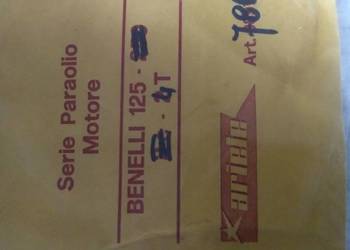 Serie Paraolio
Motore
BENELLI 125 -
- 4T
ariete
Art.